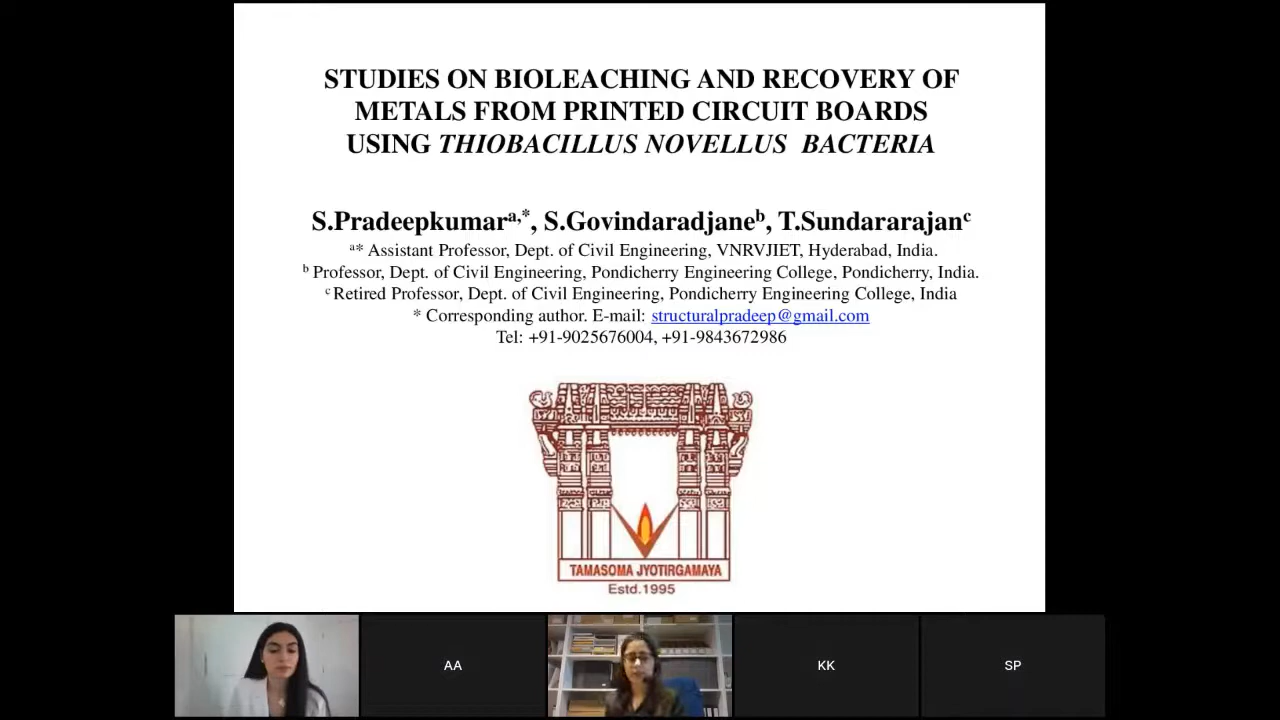 STUDIES ON BIOLEACHING AND RECOVERY OF
METALS FROM PRINTED CIRCUIT BOARDS
USING THIOBACILLUS NOVELLUS BACTERIA
S.Pradeepkumarᵃ,*, S.Govindaradjaneᵇ, T.Sundararajanᶜ
ᵃ* Assistant Professor, Dept. of Civil Engineering, VNRVJIET, Hyderabad, India.
ᵇ Professor, Dept. of Civil Engineering, Pondicherry Engineering College, Pondicherry, India.
ᶜ Retired Professor, Dept. of Civil Engineering, Pondicherry Engineering College, India
* Corresponding author. E-mail: structuralpradeep@gmail.com
Tel: +91-9025676004, +91-9843672986
TAMASOMA JYOTIRGAMAYA
Estd.1995
AA
KK
SP